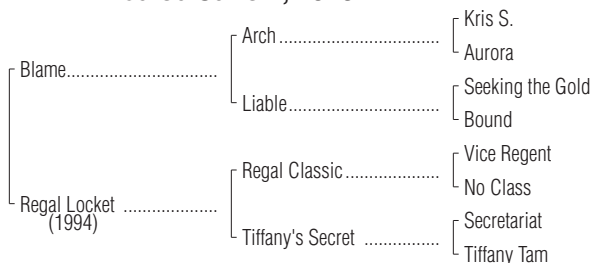 Kris S.
Arch
Aurora
Blame
Seeking the Gold
Liable
Bound
Vice Regent
Regal Classic
No Class
Regal Locket
(1994)
Secretariat
Tiffany's Secret
Tiffany Tam